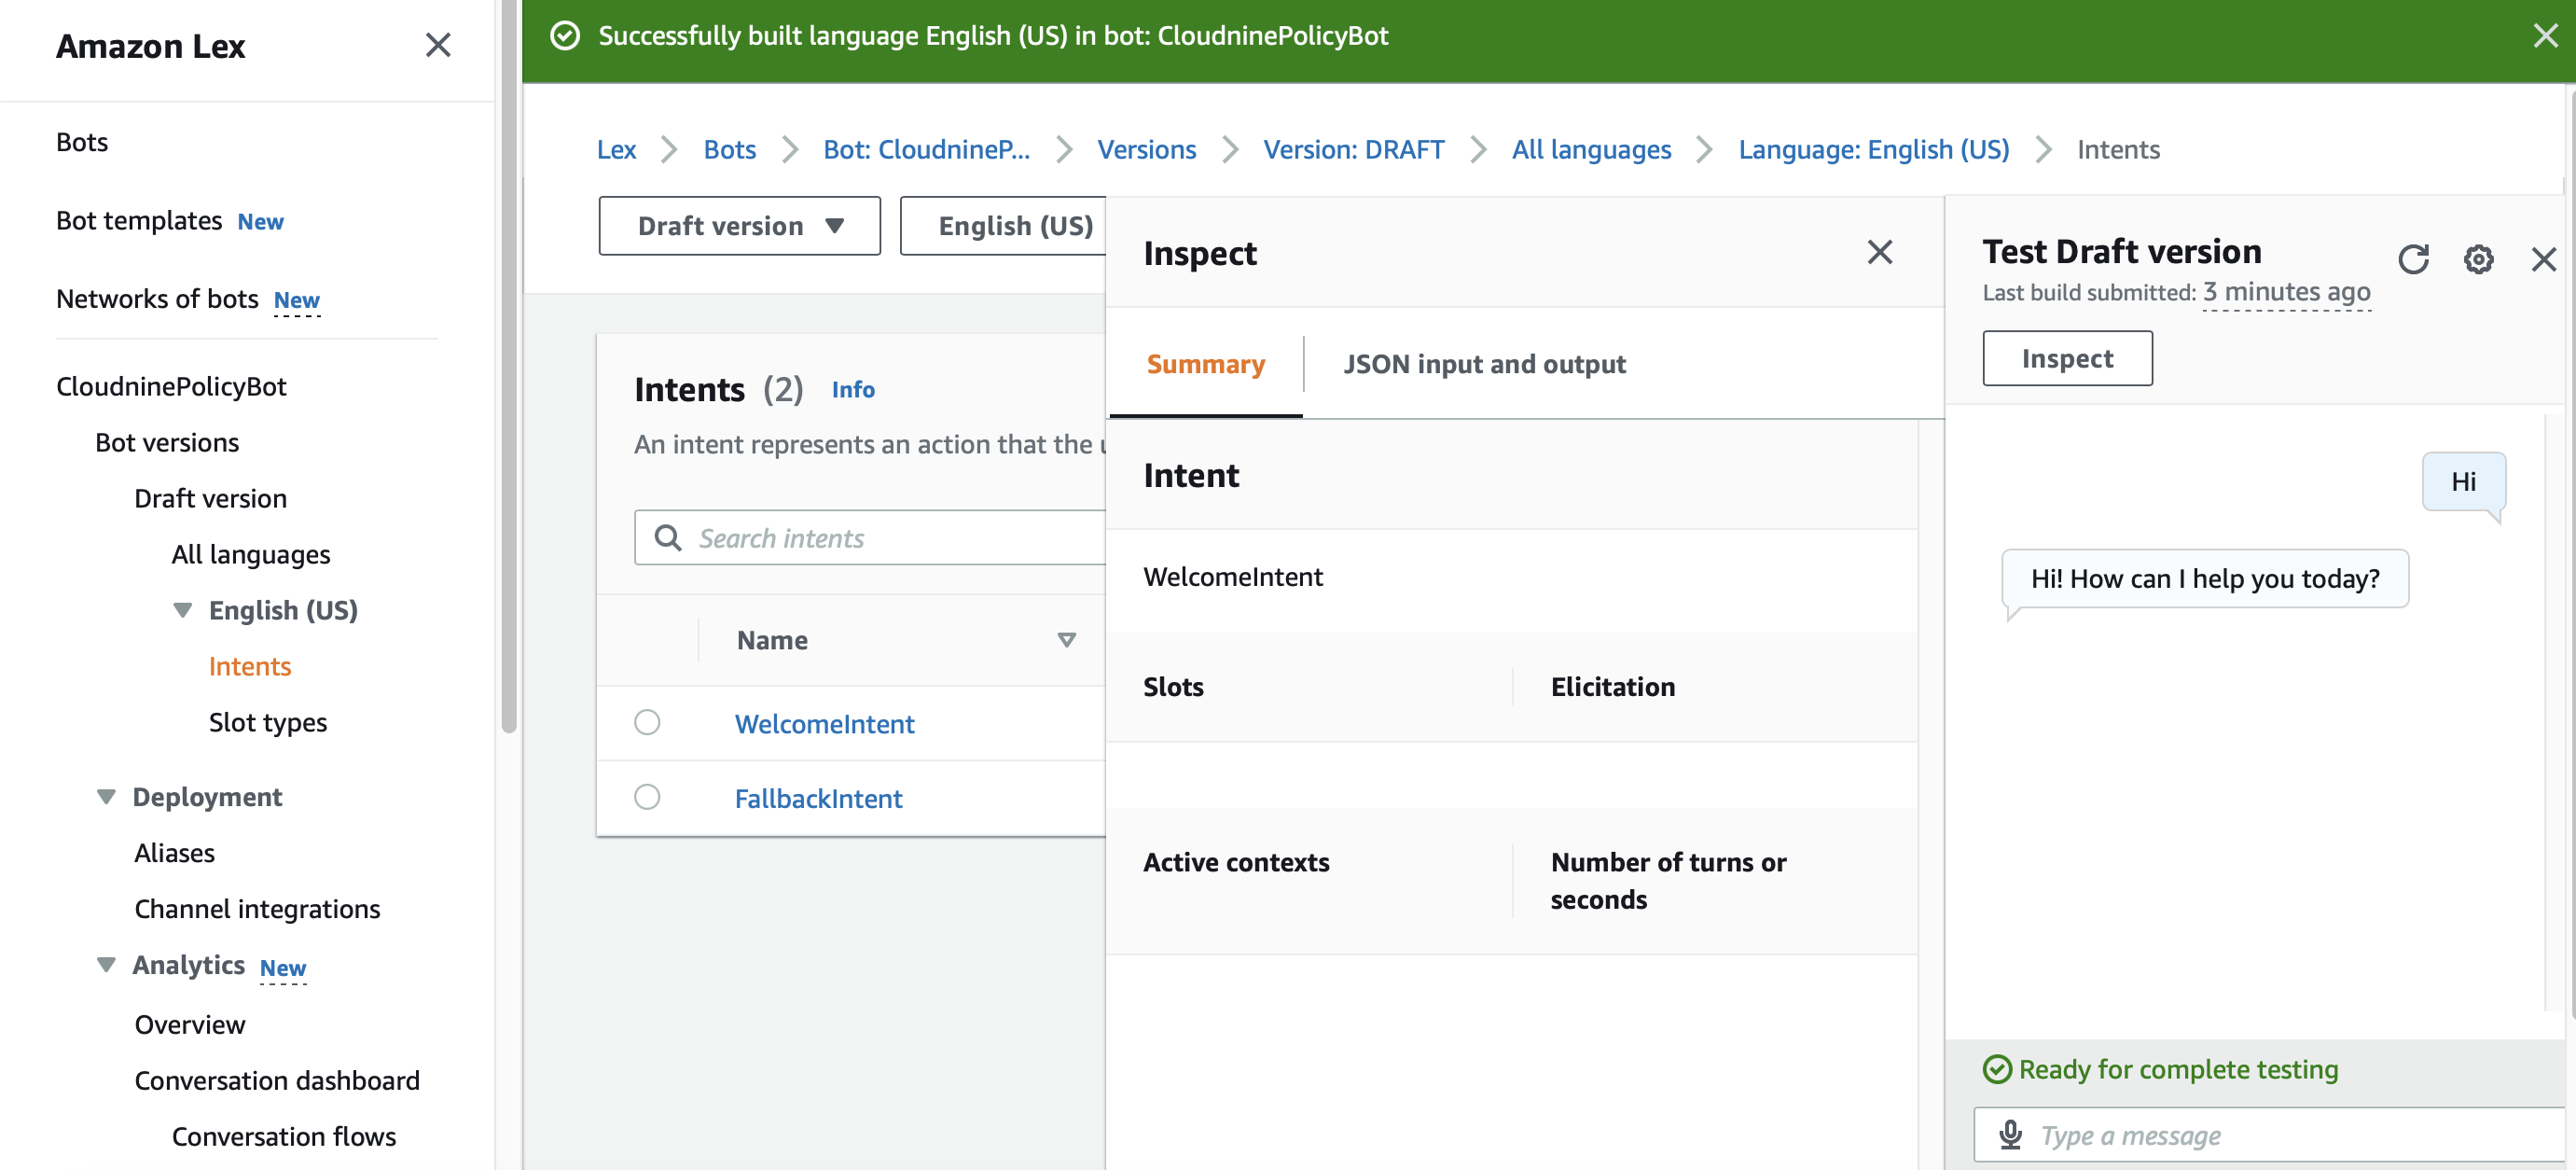 Amazon Lex
Bots
Bot templates New
Networks of bots New
CloudninePolicyBot
Bot versions
Draft version
All languages
English (US)
Intents
Slot types
Deployment
Aliases
Channel integrations
Analytics New
Overview
Conversation dashboard
Conversation flows
Successfully built language English (US) in bot: CloudninePolicyBot
Lex Bots Bot: CloudnineP... Versions Version: DRAFT All languages Language: English (US) Intents
Draft version English (US)
Intents (2) Info
An intent represents an action that the
Search intents
Name
WelcomeIntent
FallbackIntent
Inspect
Summary JSON input and output
Intent
WelcomeIntent
Slots Elicitation
Active contexts Number of turns or
seconds
Test Draft version
Last build submitted: 3 minutes ago
Inspect
Hi
Hi! How can I help you today?
Ready for complete testing
Type a message